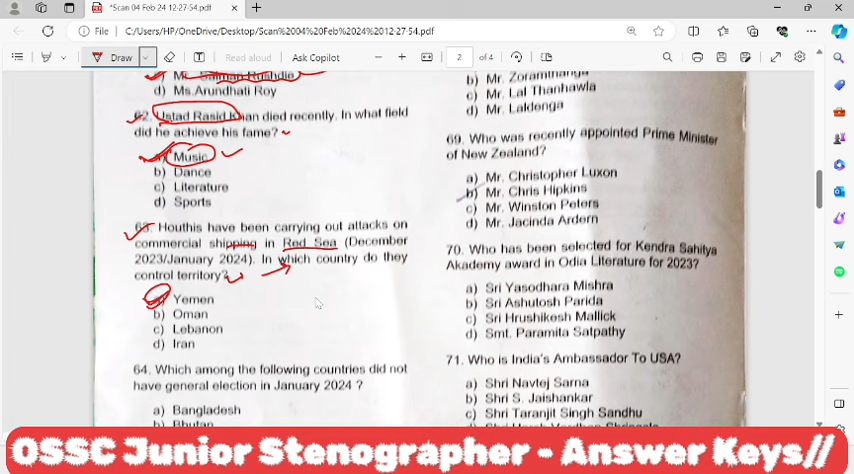 *Scan 04 Feb 24 12-27-54.pdf
File
C:/Users/HP/OneDrive/Desktop/Scan%2004%20Feb%2024%2012-27-54.pdf
Draw
Read aloud
Ask Copilot
2 of 4
Mr. Salman Rushdie
d) Ms.Arundhati Roy
62. Ustad Rasid Khan died recently. In what field
did he achieve his fame?
Music
b) Dance
c) Literature
d) Sports
63. Houthis have been carrying out attacks on
commercial shipping in Red Sea (December
2023/January 2024). In which country do they
control territory?
Yemen
b) Oman
c) Lebanon
d) Iran
64. Which among the following countries did not
have general election in January 2024 ?
a) Bangladesh
b) Bhutan
b) Mr. Zoramthanga
c) Mr. Lal Thanhawla
d) Mr. Laldenga
69. Who was recently appointed Prime Minister
of New Zealand?
a) Mr. Christopher Luxon
b) Mr. Chris Hipkins
c) Mr. Winston Peters
d) Mr. Jacinda Ardern
70. Who has been selected for Kendra Sahitya
Akademy award in Odia Literature for 2023?
a) Sri Yasodhara Mishra
b) Sri Ashutosh Parida
c) Sri Hrushikesh Mallick
d) Smt. Paramita Satpathy
71. Who is India's Ambassador To USA?
a) Shri Navtej Sarna
b) Shri S. Jaishankar
c) Shri Taranjit Singh Sandhu
OSSC Junior Stenographer - Answer Keys//